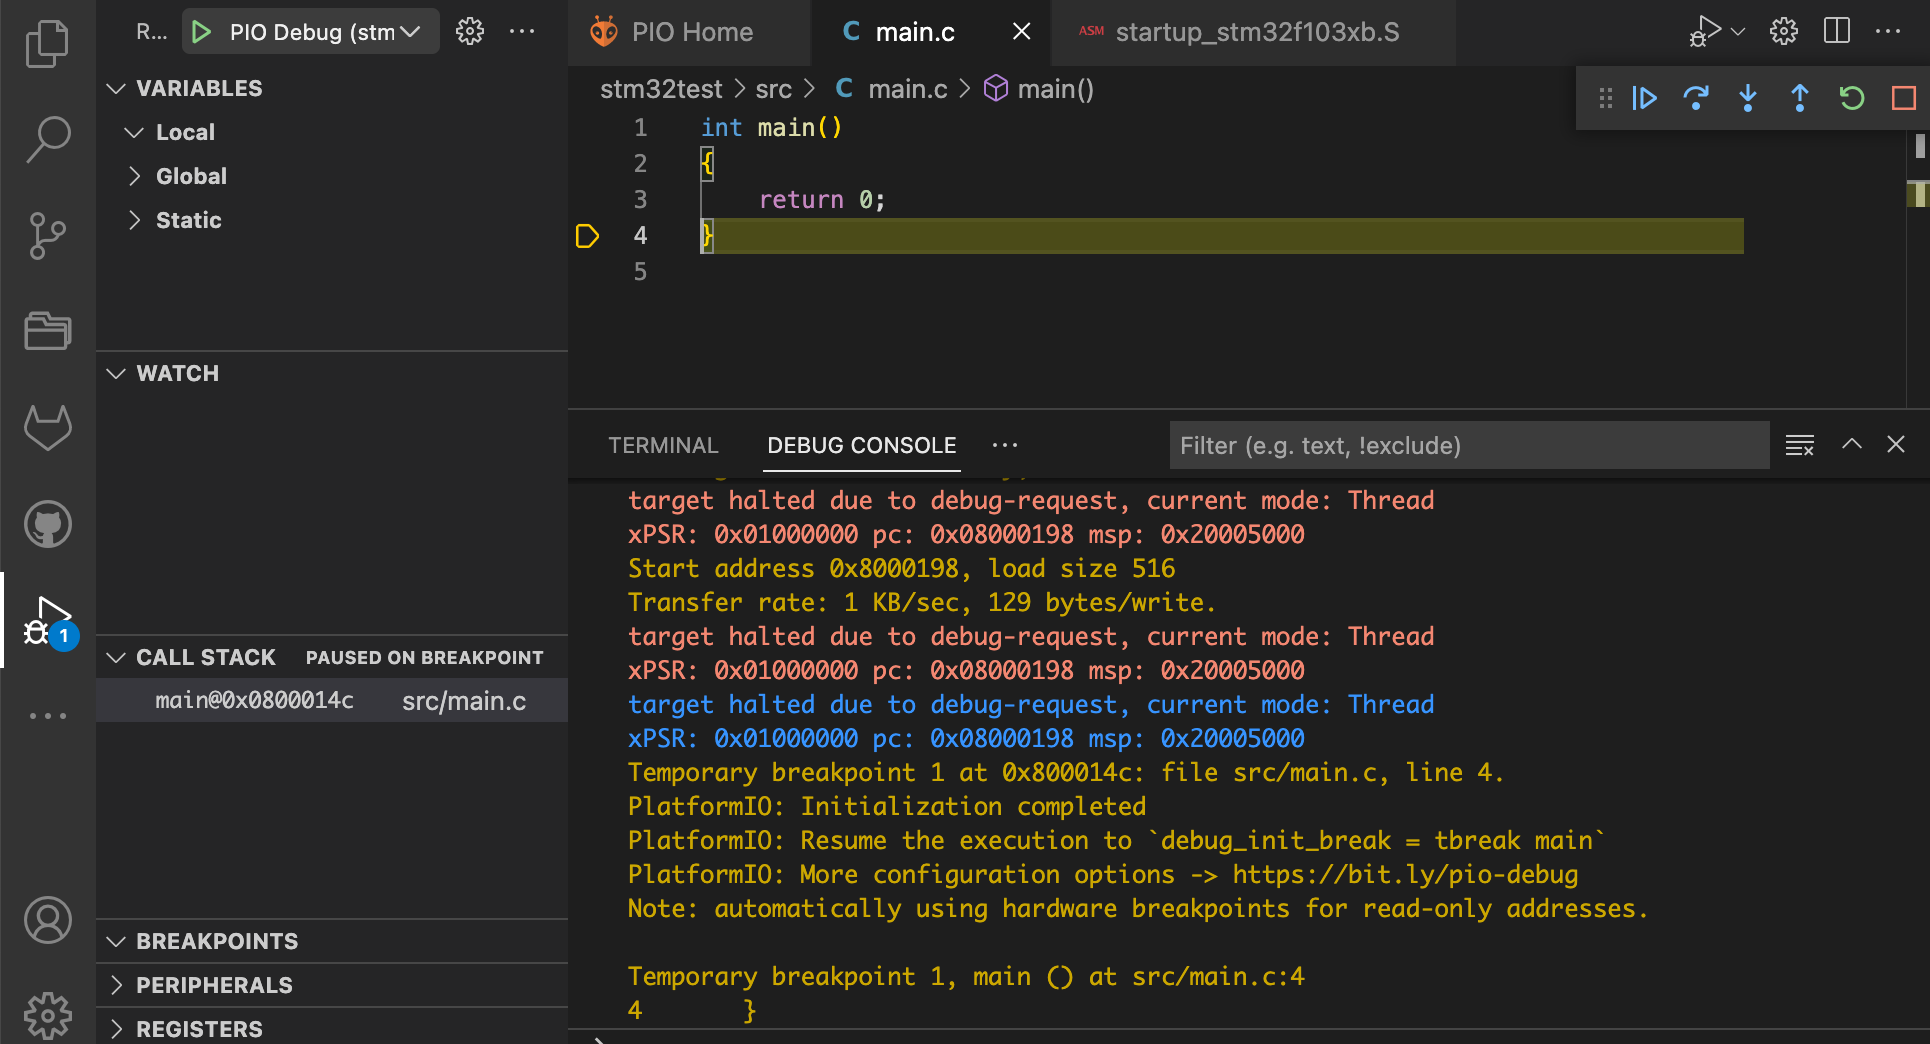 R... PIO Debug (stm ...
VARIABLES
Local
Global
Static
WATCH
CALL STACK PAUSED ON BREAKPOINT
main@0x0800014c src/main.c
BREAKPOINTS
PERIPHERALS
REGISTERS
1
PIO Home C main.c ASM startup_stm32f103xb.S
stm32test > src > C main.c > main()
1 int main()
2 {
3 return 0;
4 }
5
TERMINAL DEBUG CONSOLE ... Filter (e.g. text, !exclude)
target halted due to debug-request, current mode: Thread
xPSR: 0x01000000 pc: 0x08000198 msp: 0x20005000
Start address 0x8000198, load size 516
Transfer rate: 1 KB/sec, 129 bytes/write.
target halted due to debug-request, current mode: Thread
xPSR: 0x01000000 pc: 0x08000198 msp: 0x20005000
target halted due to debug-request, current mode: Thread
xPSR: 0x01000000 pc: 0x08000198 msp: 0x20005000
Temporary breakpoint 1 at 0x800014c: file src/main.c, line 4.
PlatformIO: Initialization completed
PlatformIO: Resume the execution to `debug_init_break = tbreak main`
PlatformIO: More configuration options -> https://bit.ly/pio-debug
Note: automatically using hardware breakpoints for read-only addresses.
Temporary breakpoint 1, main () at src/main.c:4
4 }